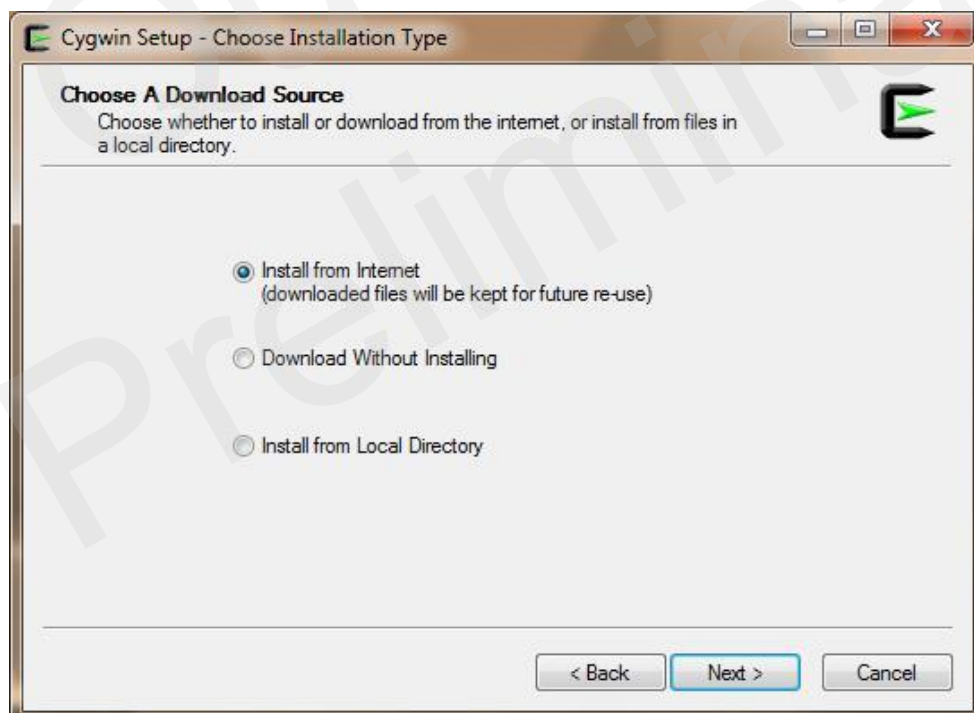 Cygwin Setup - Choose Installation Type
Choose A Download Source
Choose whether to install or download from the internet, or install from files in
a local directory.
Install from Internet
(downloaded files will be kept for future re-use)
Download Without Installing
Install from Local Directory
< Back Next > Cancel